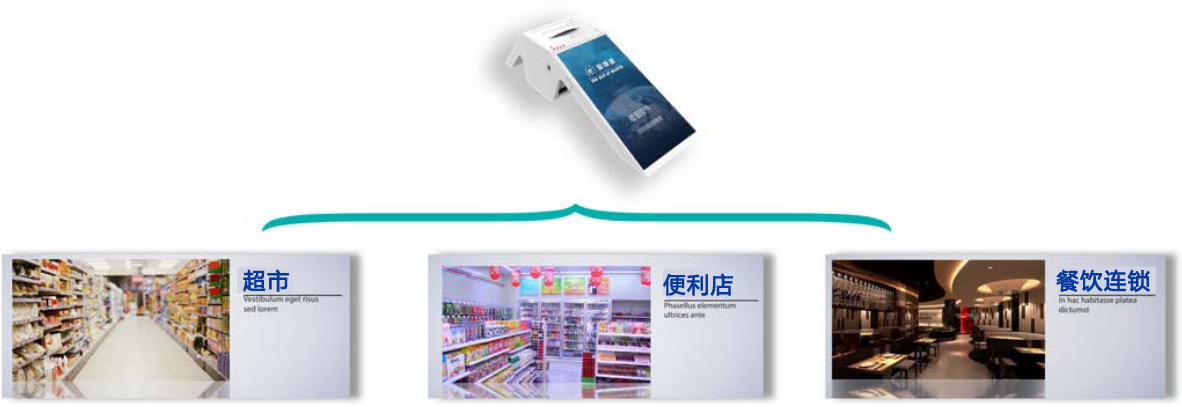 超市
Vestibulum eget risus
sed lorem
便利店
Phasellus elementum
ultrices ante
餐饮连锁
In hac habitasse platea
dictumst